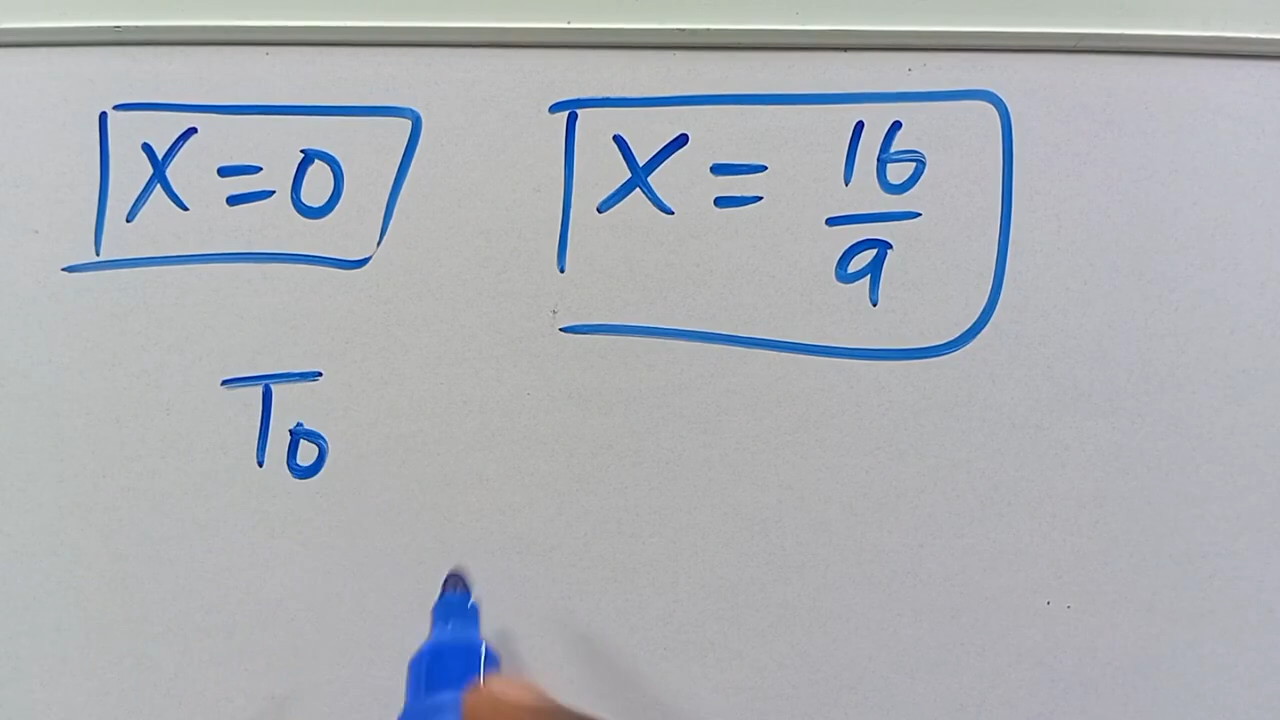 X = 0
X = 16/9
To